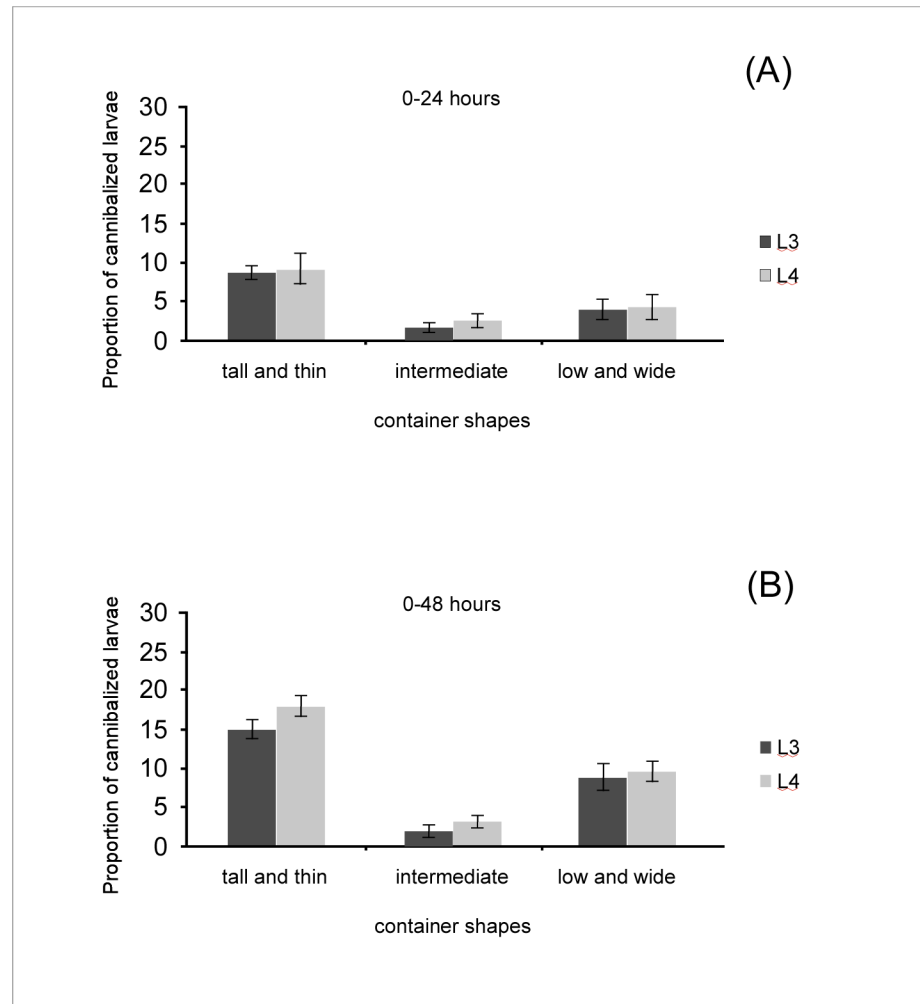 (A)
0-24 hours
Proportion of cannibalized larvae
30
25
20
15
10
5
0
tall and thin intermediate low and wide
container shapes
L3
L4
(B)
0-48 hours
Proportion of cannibalized larvae
30
25
20
15
10
5
0
tall and thin intermediate low and wide
container shapes
L3
L4